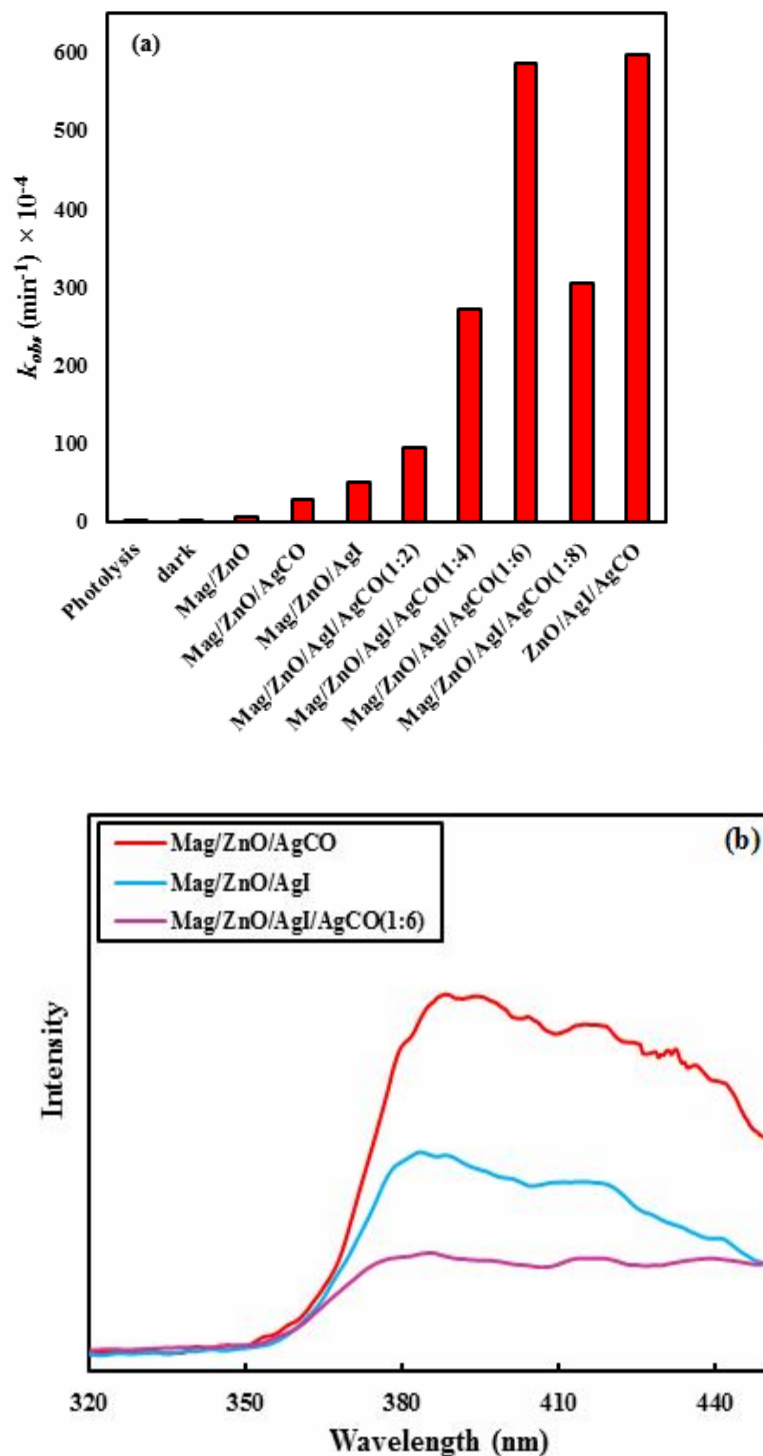 (a)
600
500
400
300
200
100
0
k_obs (min⁻¹) × 10⁻⁴
Photolysis
dark
Mag/ZnO
Mag/ZnO/AgCO
Mag/ZnO/AgI
Mag/ZnO/AgI/AgCO(1:2)
Mag/ZnO/AgI/AgCO(1:4)
Mag/ZnO/AgI/AgCO(1:6)
Mag/ZnO/AgI/AgCO(1:8)
ZnO/AgI/AgCO
(b)
Mag/ZnO/AgCO
Mag/ZnO/AgI
Mag/ZnO/AgI/AgCO(1:6)
Intensity
320 350 380 410 440
Wavelength (nm)